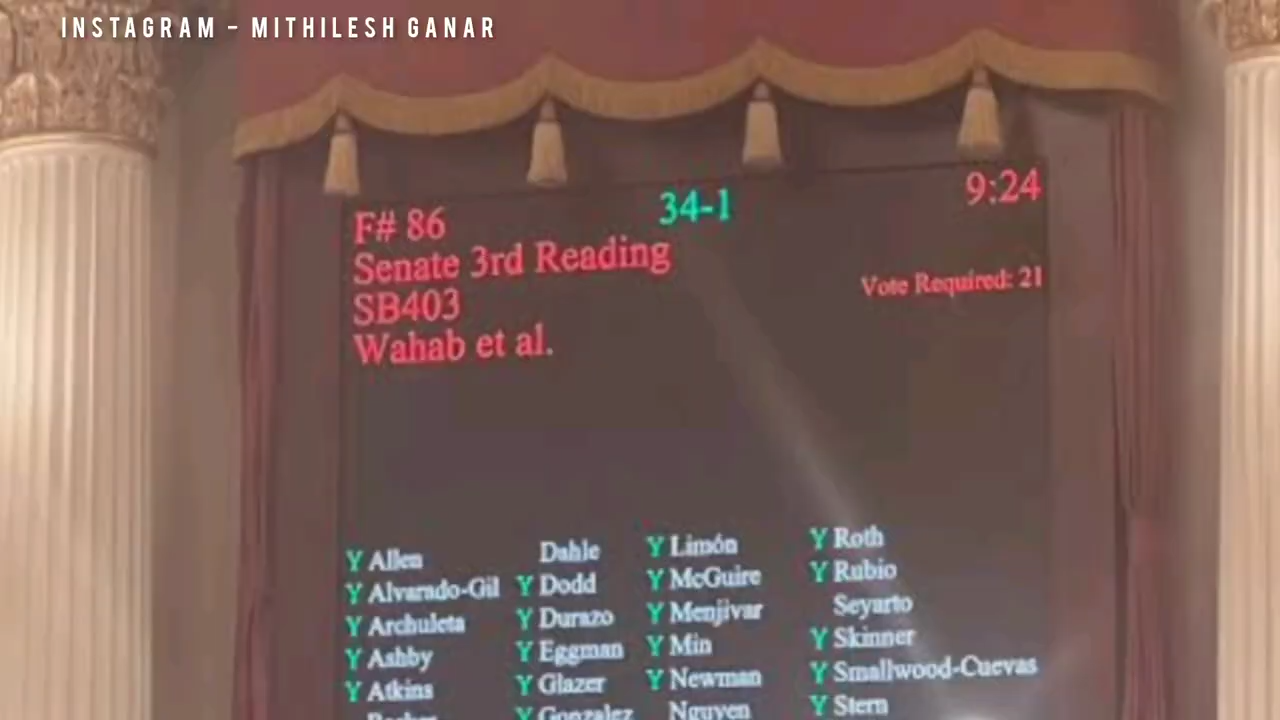 INSTAGRAM - MITHILESH GANAR
F# 86
34-1
9:24
Senate 3rd Reading
Vote Required: 21
SB403
Wahab et al.
Y Allen
Dahle
Y Limón
Y Roth
Y Alvarado-Gil
Y Dodd
Y McGuire
Y Rubio
Y Archuleta
Y Durazo
Y Menjivar
Seyarto
Y Ashby
Y Eggman
Y Min
Y Skinner
Y Atkins
Y Glazer
Y Newman
Y Smallwood-Cuevas
Y Gonzalez
Nguyen
Y Stern